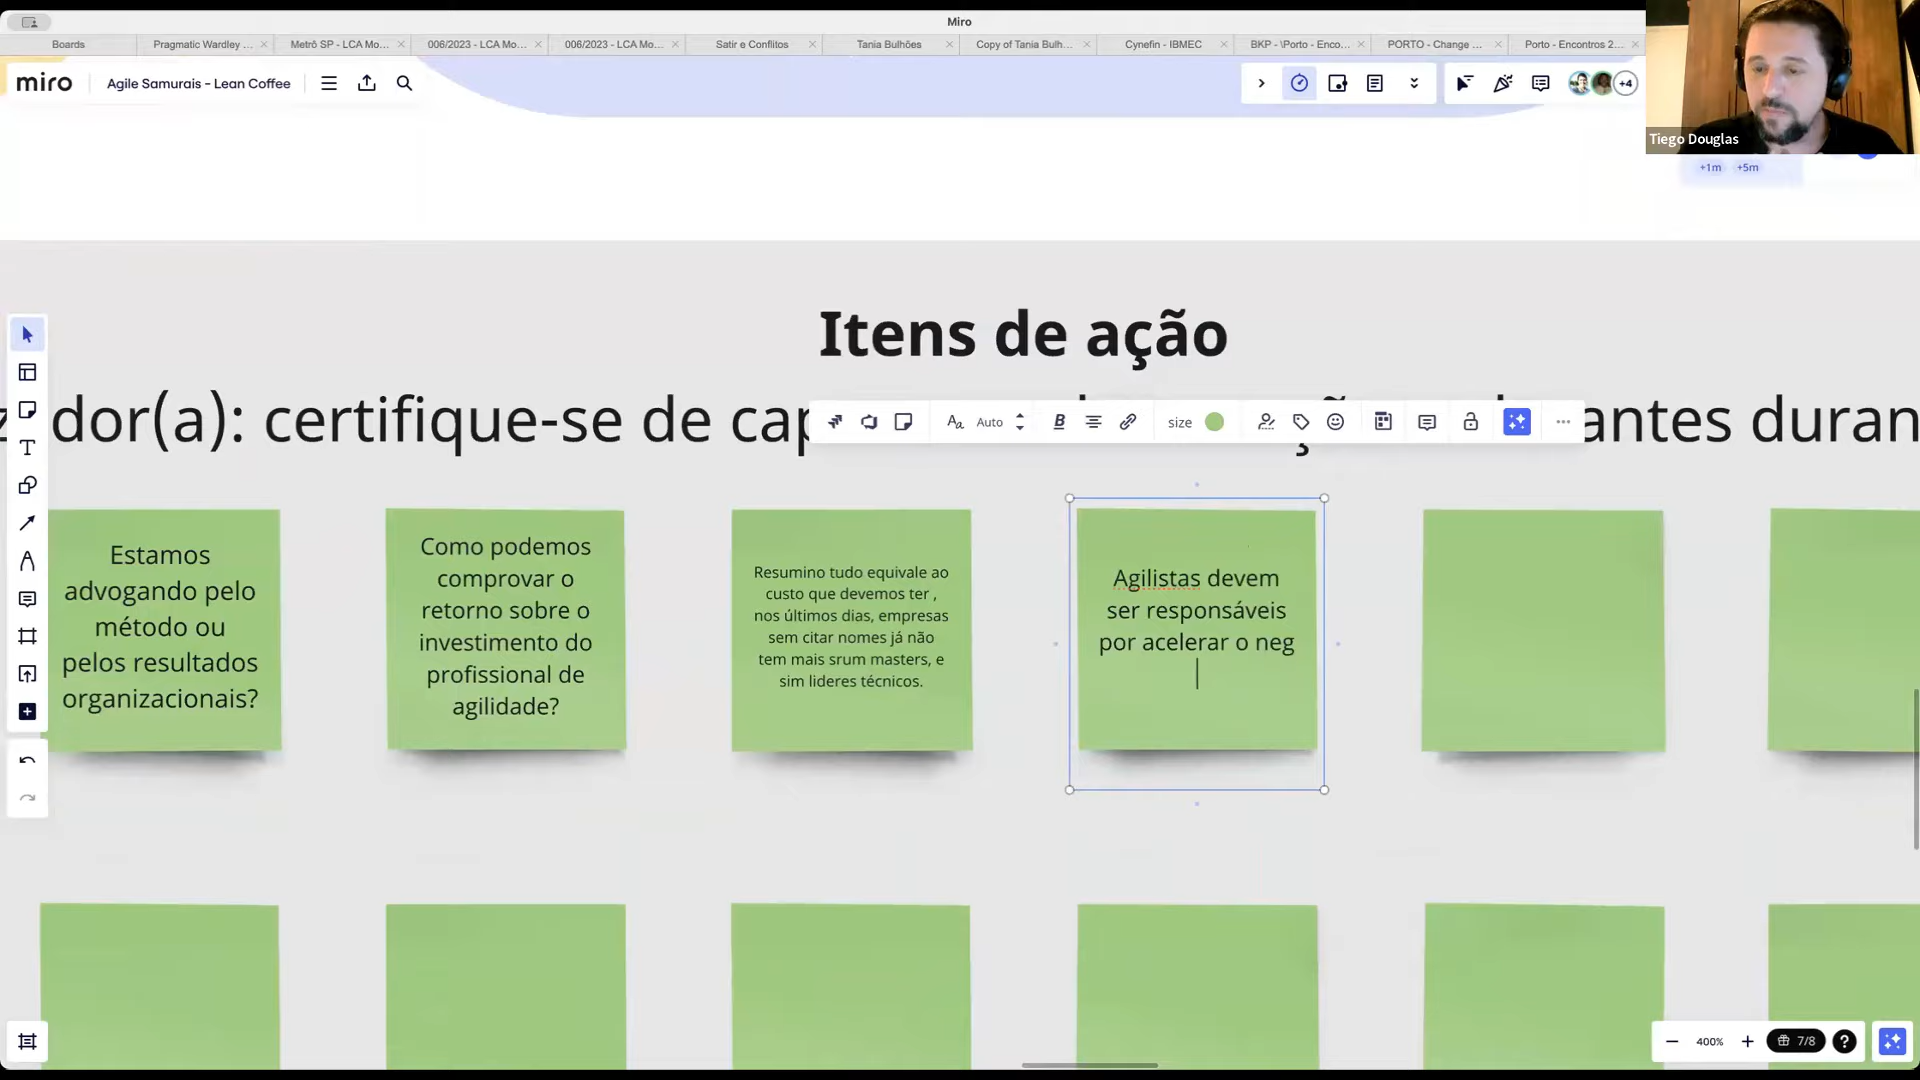 Miro
Boards
Pragmatic Wardley ...
Metrô SP - LCA Mo...
006/2023 - LCA Mo...
006/2023 - LCA Mo...
Satir e Conflitos
Tania Bulhões
Copy of Tania Bulh...
Cynefin - IBMEC
BKP - \Porto - Enco...
PORTO - Change ...
Porto - Encontros 2...
miro
Agile Samurais - Lean Coffee
+4
Tiego Douglas
+1m +5m
Itens de ação
dor(a): certifique-se de cap
antes duran
Aa Auto B size
Estamos
advogando pelo
método ou
pelos resultados
organizacionais?
Como podemos
comprovar o
retorno sobre o
investimento do
profissional de
agilidade?
Resumino tudo equivale ao
custo que devemos ter ,
nos últimos dias, empresas
sem citar nomes já não
tem mais srum masters, e
sim lideres técnicos.
Agilistas devem
ser responsáveis
por acelerar o neg
400%
7/8
?